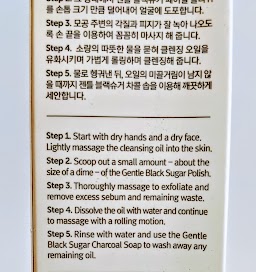 를 손톱 크기 만큼 덜어내어 얼굴에 도포합니다.
Step 3. 모공 주변의 각질과 피지가 잘 녹아 나오도
록 손 끝을 이용하여 꼼꼼히 마사지 해 줍니다.
Step 4. 소량의 따뜻한 물을 묻혀 클렌징 오일을
유화시키며 가볍게 롤링하며 클렌징해 줍니다.
Step 5. 물로 헹궈낸 뒤, 오일의 미끌거림이 남지 않
을 때까지 젠틀 블랙슈가 차콜 솝을 이용해 깨끗하게
세안합니다.
Step 1. Start with dry hands and a dry face.
Lightly massage the cleansing oil into the skin.
Step 2. Scoop out a small amount – about the
size of a dime – of the Gentle Black Sugar Polish.
Step 3. Thoroughly massage to exfoliate and
remove excess sebum and remaining waste.
Step 4. Dissolve the oil with water and continue
to massage with a rolling motion.
Step 5. Rinse with water and use the Gentle
Black Sugar Charcoal Soap to wash away any
remaining oil.